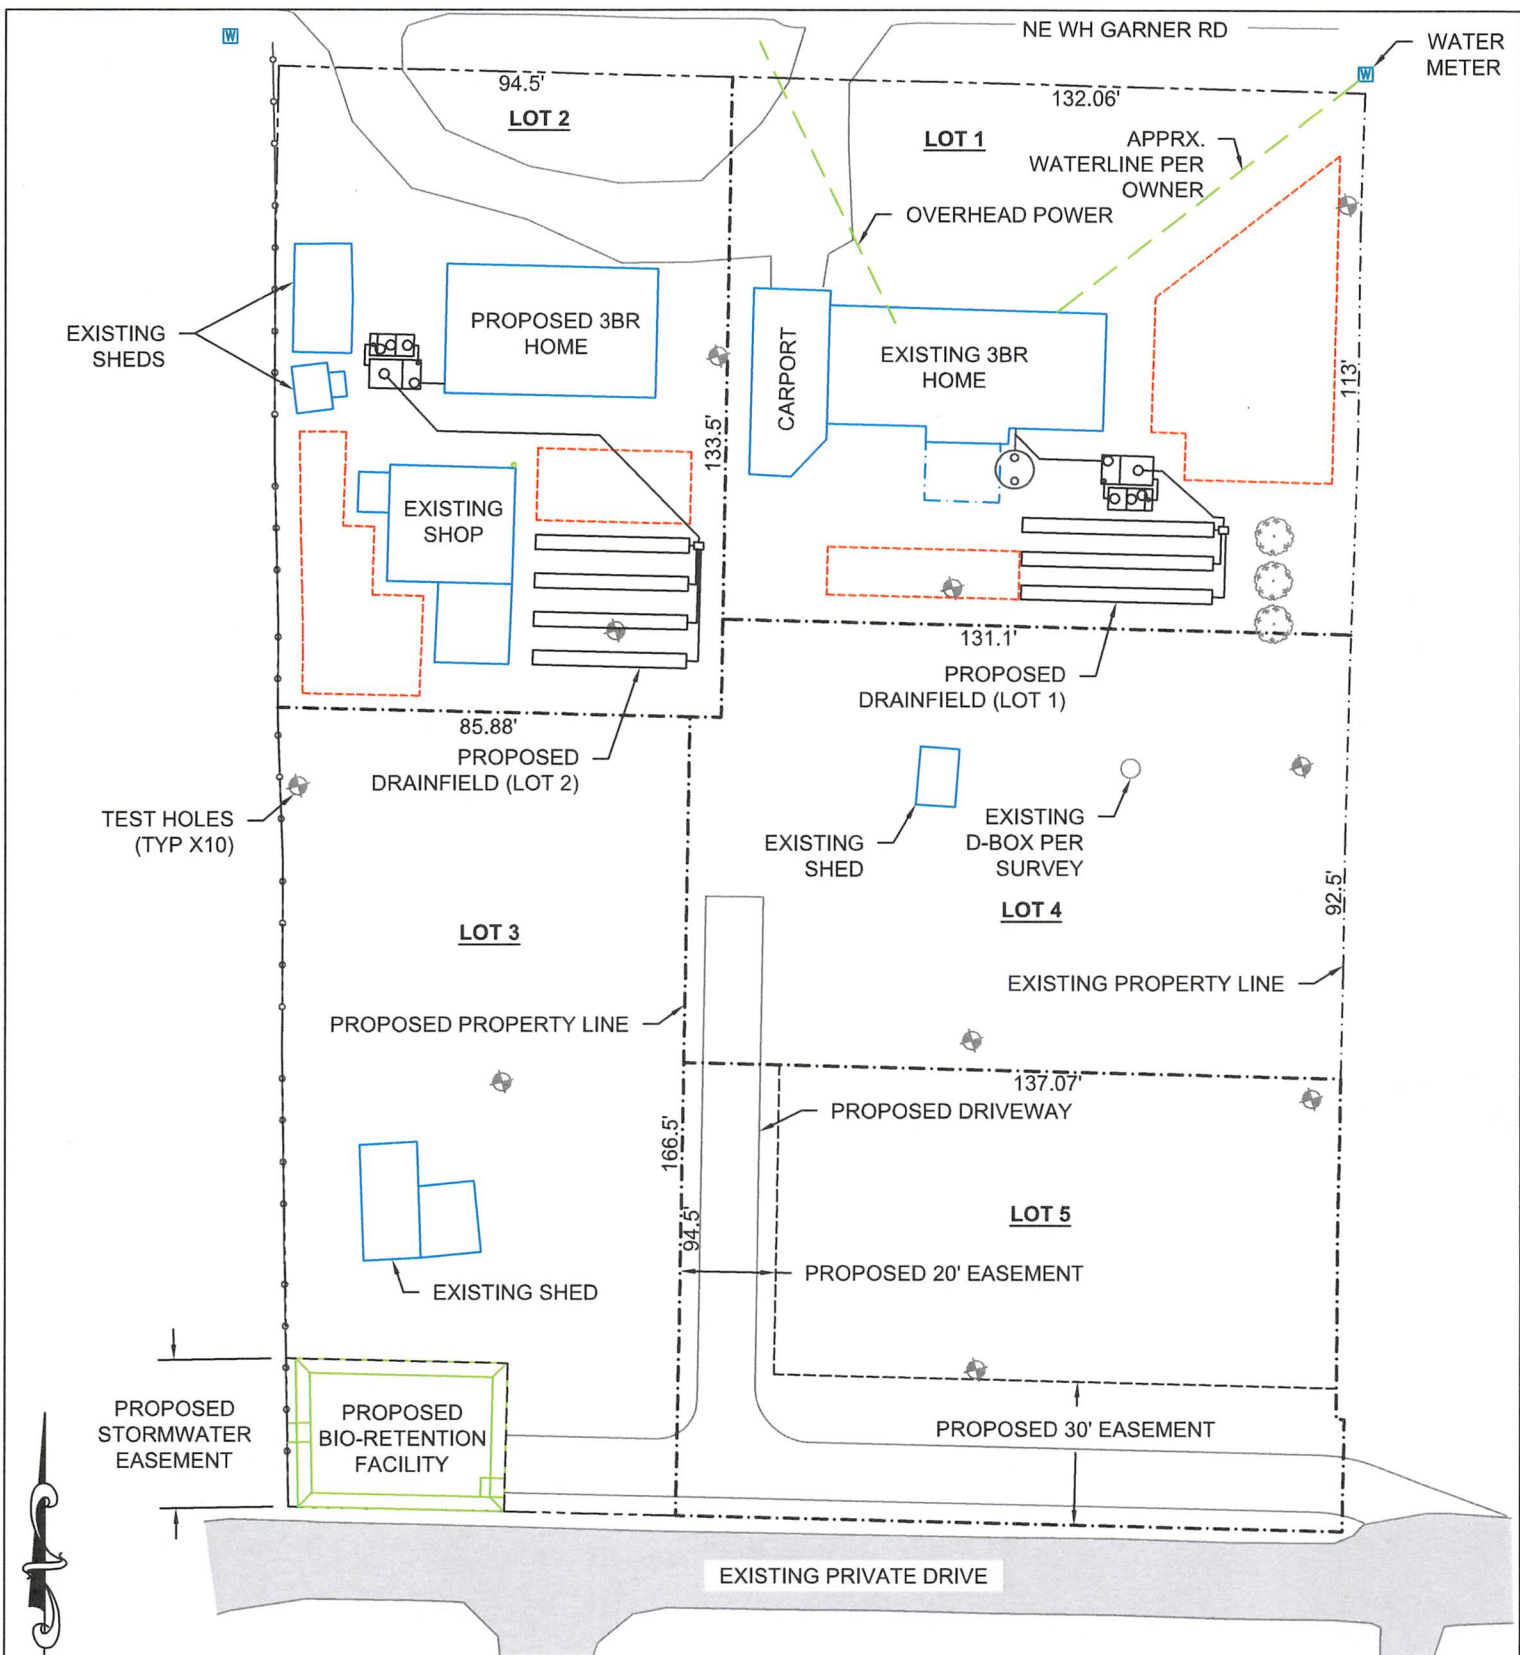 W
NE WH GARNER RD
WATER
METER
W
94.5'
LOT 2
132.06'
LOT 1
APPRX.
WATERLINE PER
OWNER
OVERHEAD POWER
EXISTING
SHEDS
PROPOSED 3BR
HOME
CARPORT
EXISTING 3BR
HOME
113'
133.5'
EXISTING
SHOP
131.1'
PROPOSED
DRAINFIELD (LOT 1)
85.88'
PROPOSED
DRAINFIELD (LOT 2)
TEST HOLES
(TYP X10)
EXISTING
SHED
EXISTING
D-BOX PER
SURVEY
92.5'
LOT 3
LOT 4
EXISTING PROPERTY LINE
PROPOSED PROPERTY LINE
137.07'
PROPOSED DRIVEWAY
166.5'
LOT 5
94.5'
PROPOSED 20' EASEMENT
EXISTING SHED
PROPOSED
STORMWATER
EASEMENT
PROPOSED
BIO-RETENTION
FACILITY
PROPOSED 30' EASEMENT
EXISTING PRIVATE DRIVE